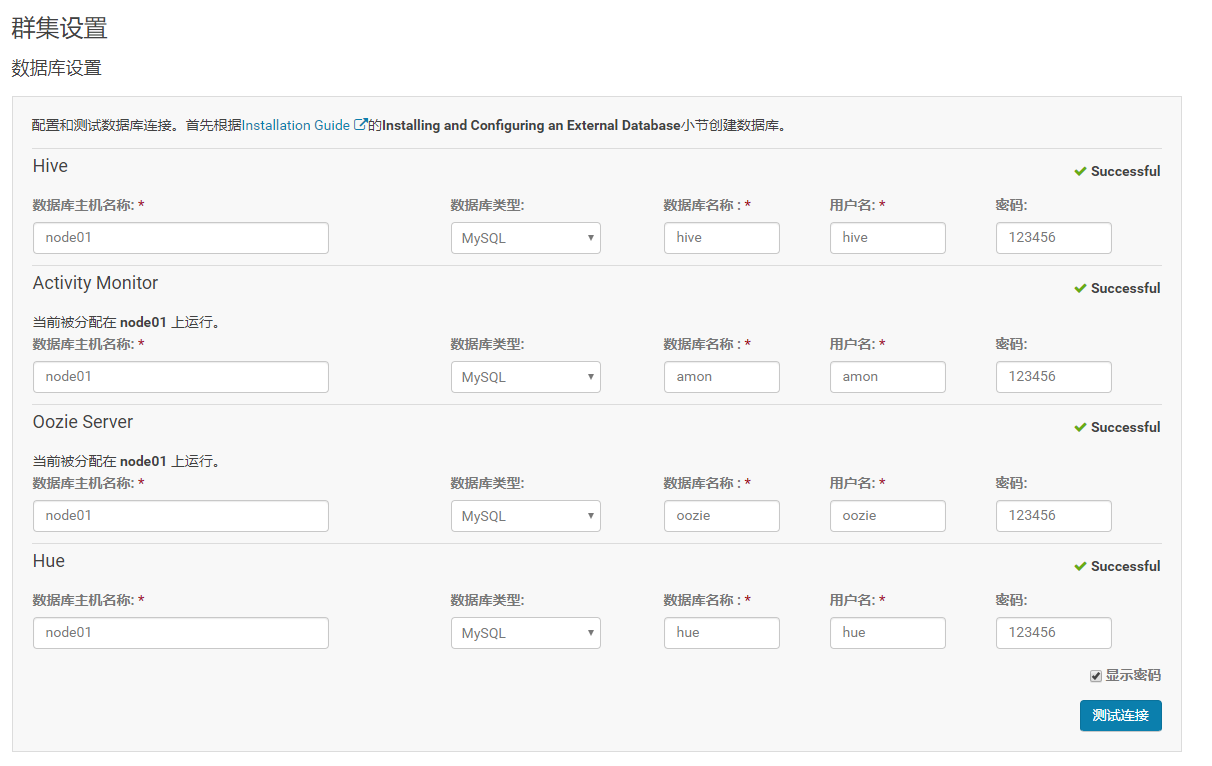 群集设置
数据库设置
配置和测试数据库连接。首先根据Installation Guide 的Installing and Configuring an External Database小节创建数据库。
Hive
Successful
数据库主机名称: * 数据库类型: 数据库名称 : * 用户名: * 密码:
node01 MySQL hive hive 123456
Activity Monitor
Successful
当前被分配在 node01 上运行。
数据库主机名称: * 数据库类型: 数据库名称 : * 用户名: * 密码:
node01 MySQL amon amon 123456
Oozie Server
Successful
当前被分配在 node01 上运行。
数据库主机名称: * 数据库类型: 数据库名称 : * 用户名: * 密码:
node01 MySQL oozie oozie 123456
Hue
Successful
数据库主机名称: * 数据库类型: 数据库名称 : * 用户名: * 密码:
node01 MySQL hue hue 123456
显示密码
测试连接